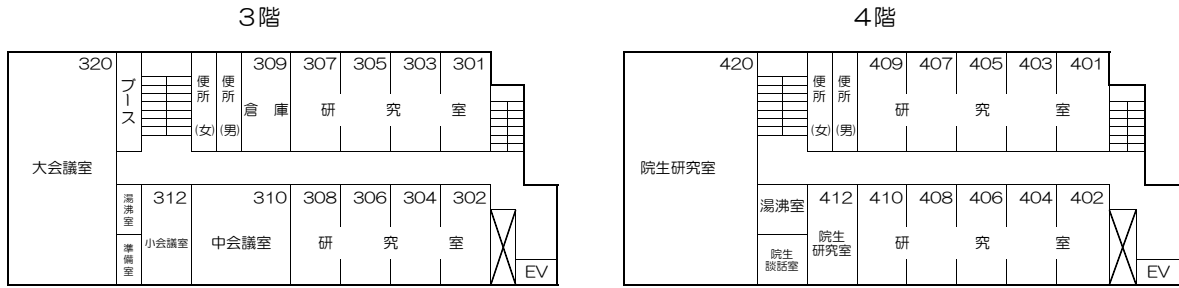 3階
320
ブース
便所(女)
便所(男)
309
307
305
303
301
倉庫
研究室
大会議室
湯沸室
準備室
312
小会議室
310
中会議室
308
306
304
302
研究室
EV
4階
420
便所(女)
便所(男)
409
407
405
403
401
研究室
院生研究室
湯沸室
院生
談話室
412
院生
研究室
410
408
406
404
402
研究室
EV